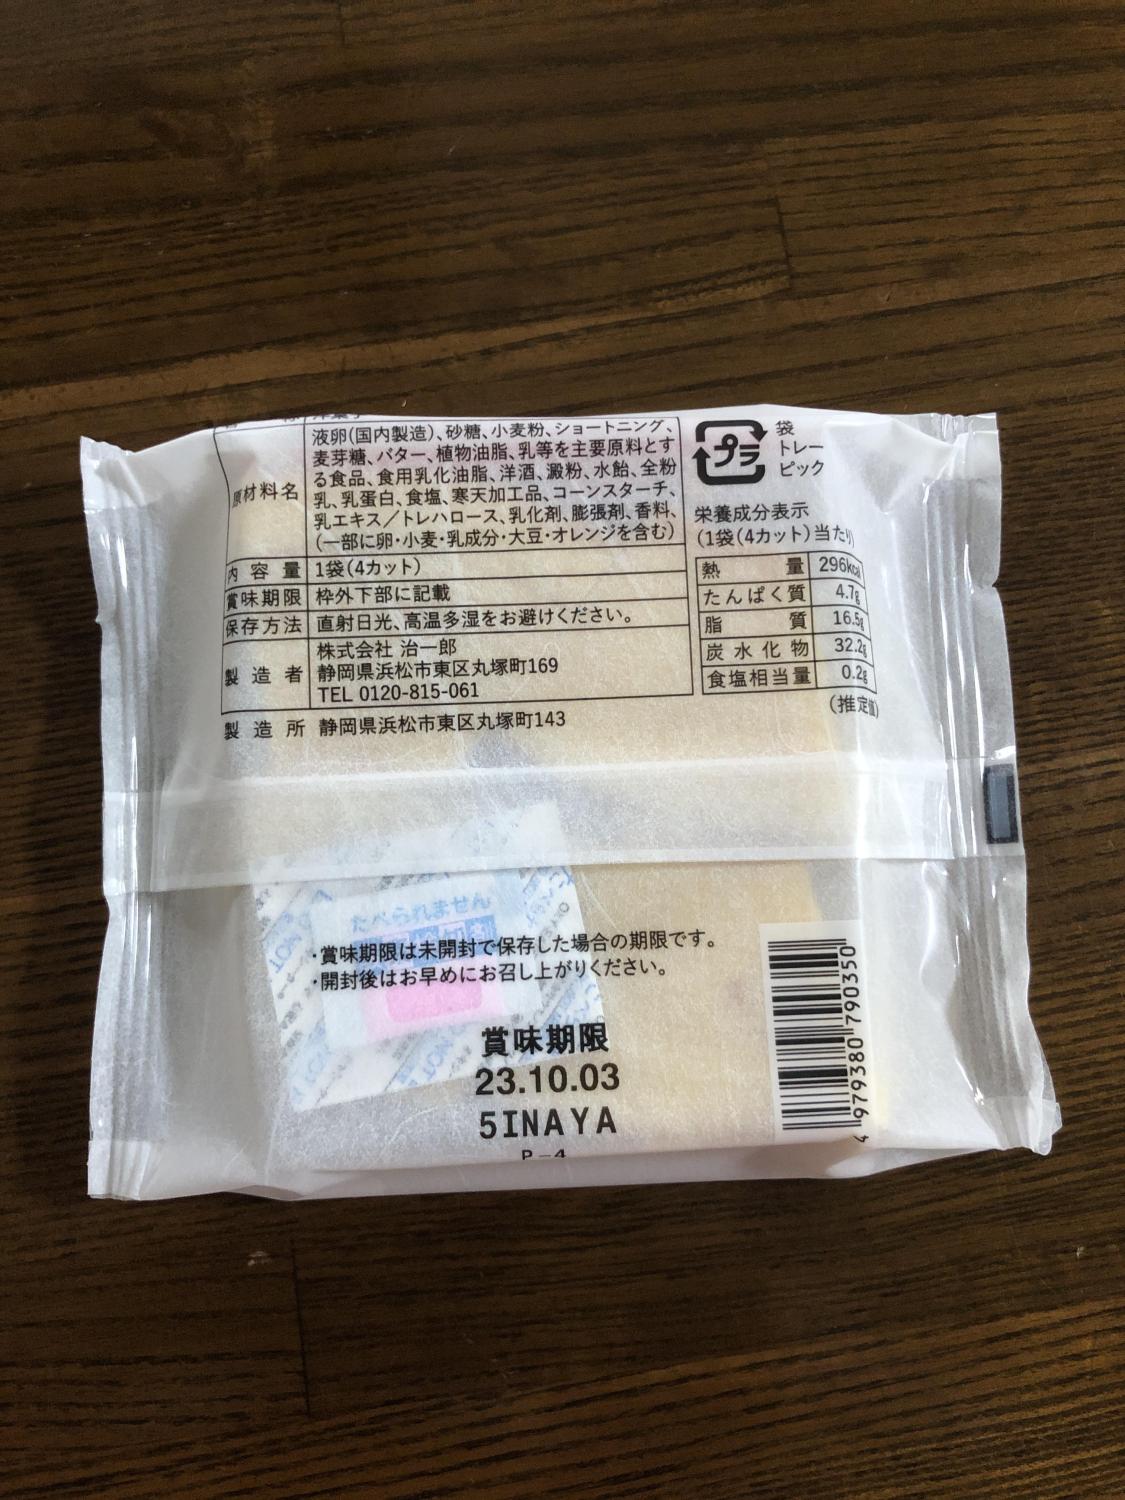 液卵(国内製造)、砂糖、小麦粉、ショートニング、
麦芽糖、バター、植物油脂、乳等を主要原料とす
る食品、食用乳化油脂、洋酒、澱粉、水飴、全粉
原材料名
乳、乳蛋白、食塩、寒天加工品、コーンスターチ、
乳エキス/トレハロース、乳化剤、膨張剤、香料、
(一部に卵・小麦・乳成分・大豆・オレンジを含む)
内容量 1袋(4カット)
賞味期限 枠外下部に記載
保存方法 直射日光、高温多湿をお避けください。
製造者 株式会社 治一郎
静岡県浜松市東区丸塚町169
TEL 0120-815-061
製造所 静岡県浜松市東区丸塚町143
プラ
袋
トレー
ピック
栄養成分表示
(1袋(4カット)当たり)
熱量 296kcal
たんぱく質 4.7g
脂質 16.5g
炭水化物 32.2g
食塩相当量 0.2g
(推定値)
たべられません
・賞味期限は未開封で保存した場合の期限です。
・開封後はお早めにお召し上がりください。
賞味期限
23.10.03
5INAYA
P-4
4 979380 790350